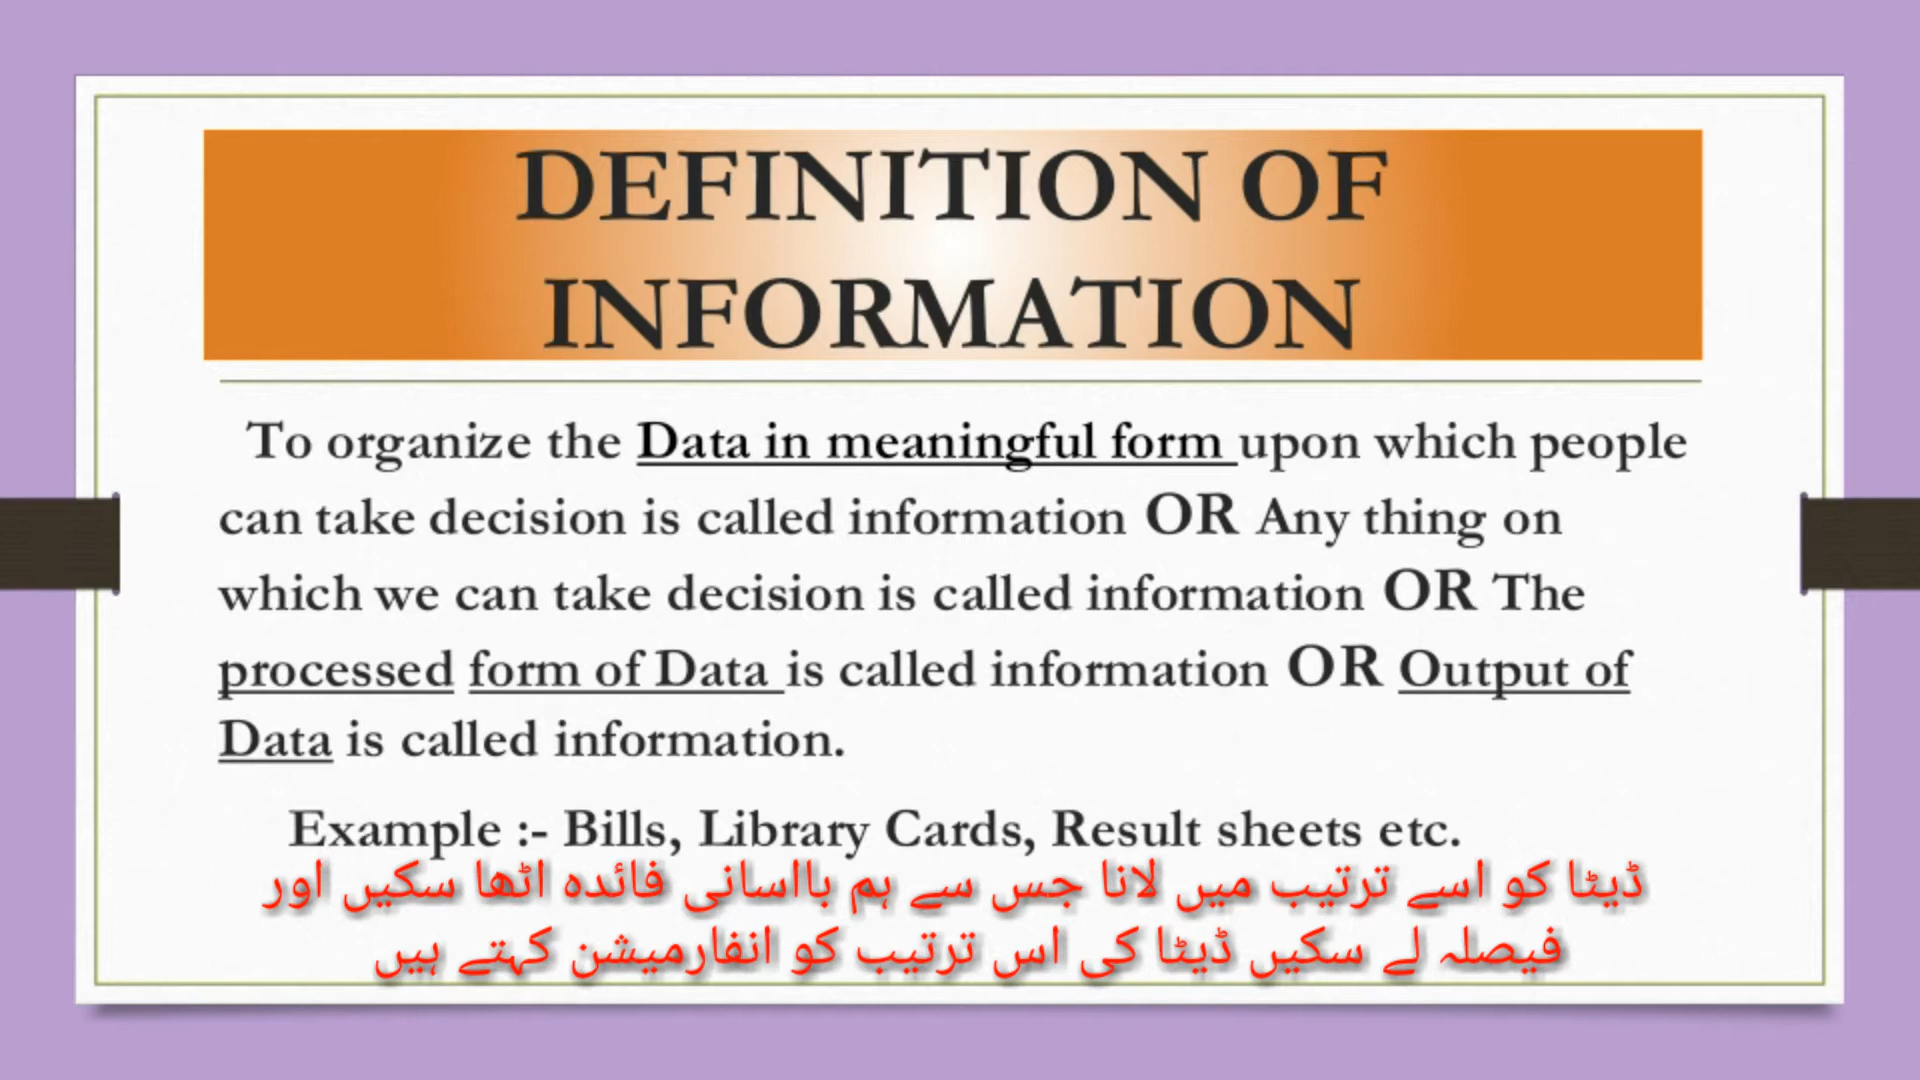 DEFINITION OF
INFORMATION
To organize the Data in meaningful form upon which people
can take decision is called information OR Any thing on
which we can take decision is called information OR The
processed form of Data is called information OR Output of
Data is called information.
Example :- Bills, Library Cards, Result sheets etc.
ڈیٹا کو اسے ترتیب میں لانا جس سے ہم بااسانی فائدہ اٹھا سکیں اور
فیصلہ لے سکیں ڈیٹا کی اس ترتیب کو انفارمیشن کہتے ہیں